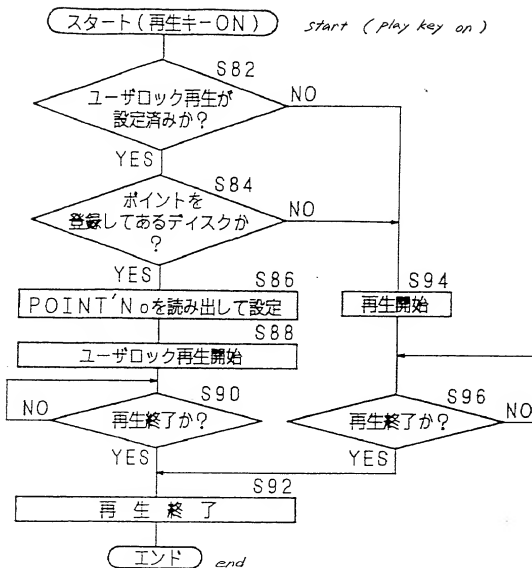 スタート(再生キーON) start (play key on)
S82
ユーザロック再生が
設定済みか?
NO
YES
S84
ポイントを
登録してあるディスクか
?
NO
YES
S86
POINT'Noを読み出して設定
S94
再生開始
S88
ユーザロック再生開始
S90
再生終了か?
NO
YES
S96
再生終了か?
NO
YES
S92
再生終了
エンド end